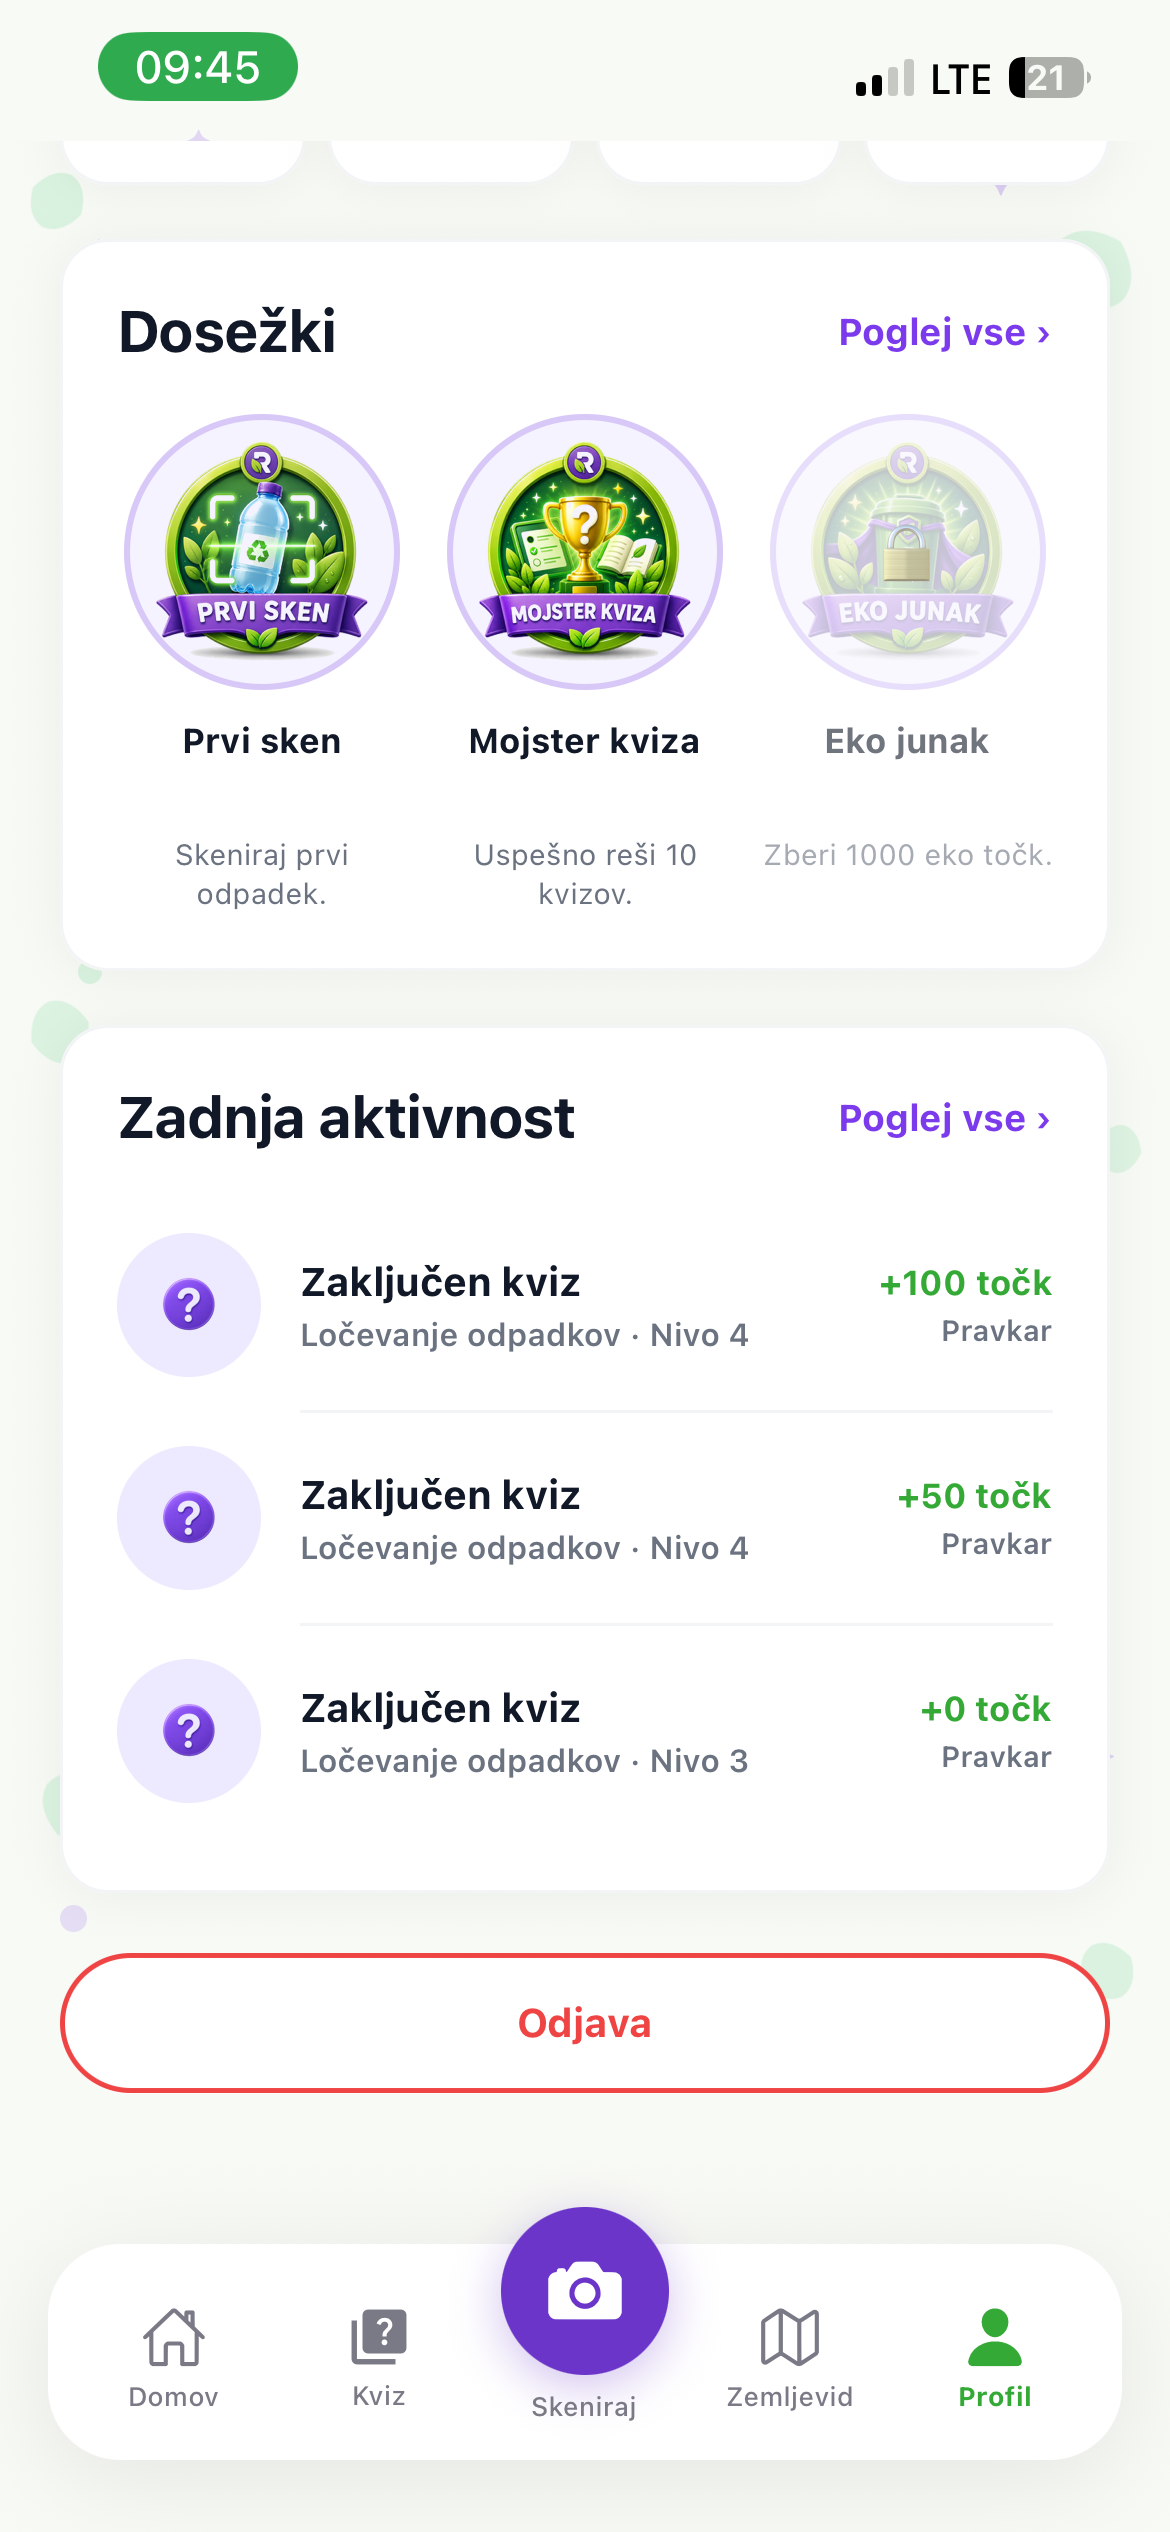 09:45
LTE 21
Dosežki
Poglej vse ›
PRVI SKEN
MOJSTER KVIZA
EKO JUNAK
Prvi sken
Mojster kviza
Eko junak
Skeniraj prvi
odpadek.
Uspešno reši 10
kvizov.
Zberi 1000 eko točk.
Zadnja aktivnost
Poglej vse ›
Zaključen kviz
+100 točk
Ločevanje odpadkov · Nivo 4
Pravkar
Zaključen kviz
+50 točk
Ločevanje odpadkov · Nivo 4
Pravkar
Zaključen kviz
+0 točk
Ločevanje odpadkov · Nivo 3
Pravkar
Odjava
Domov
Kviz
Skeniraj
Zemljevid
Profil